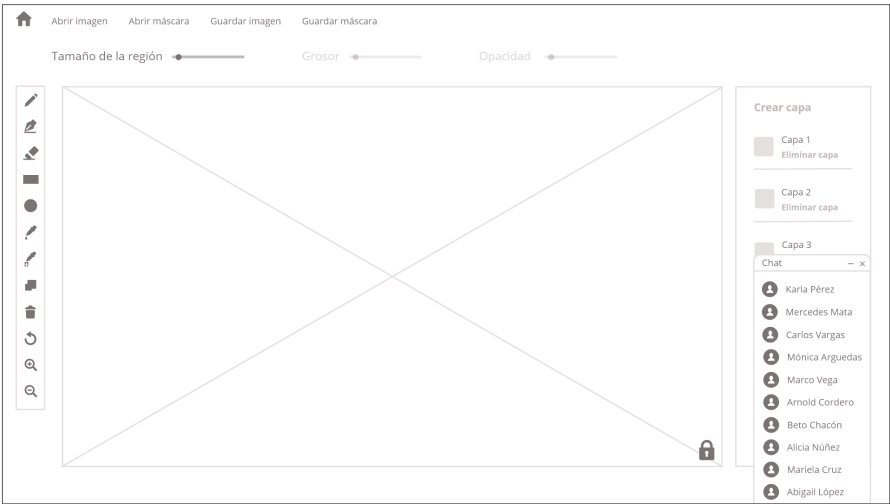 Abrir imagen
Abrir máscara
Guardar imagen
Guardar máscara
Tamaño de la región
Grosor
Opacidad
Crear capa
Capa 1
Eliminar capa
Capa 2
Eliminar capa
Capa 3
Chat
Karla Pérez
Mercedes Mata
Carlos Vargas
Mónica Arguedas
Marco Vega
Arnold Cordero
Beto Chacón
Alicia Núñez
Mariela Cruz
Abigail López